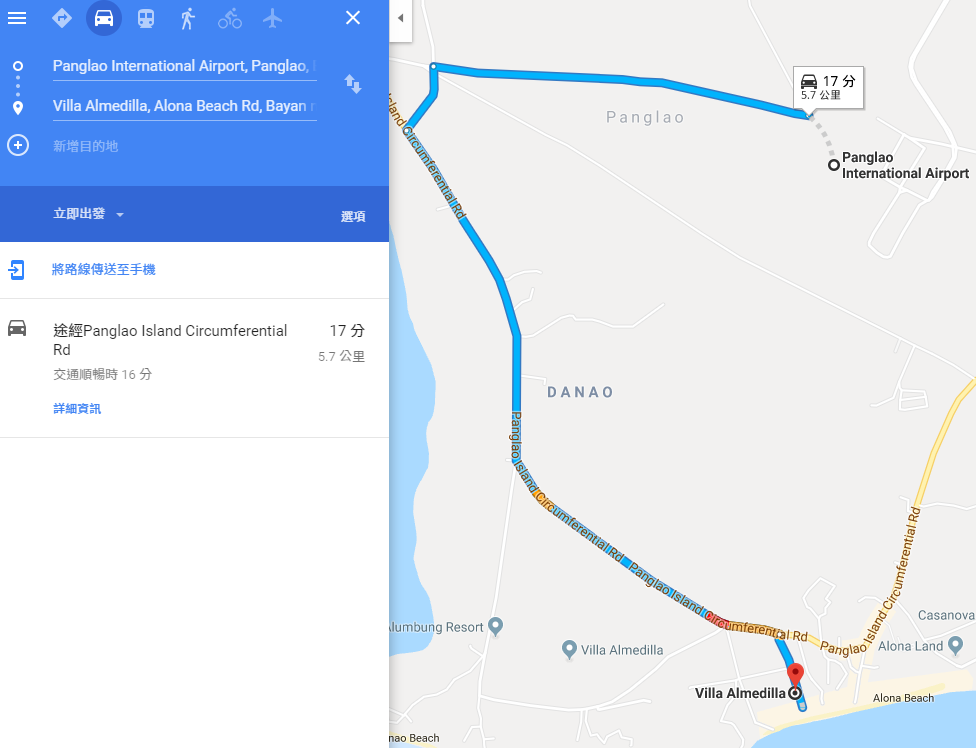 Panglao International Airport, Panglao,
Villa Almedilla, Alona Beach Rd, Bayan
新增目的地
立即出發
選項
將路線傳送至手機
途經Panglao Island Circumferential
Rd
17 分
5.7 公里
交通順暢時 16 分
詳細資訊
17 分
5.7 公里
Panglao
Panglao
International Airport
Island Circumferential Rd
DANAO
Panglao Island Circumferential Rd
Panglao Island Circumferential Rd
Panglao Island Circumferential Rd
Casanova
Alumbung Resort
Villa Almedilla
Alona Land
Villa Almedilla
Alona Beach
nao Beach